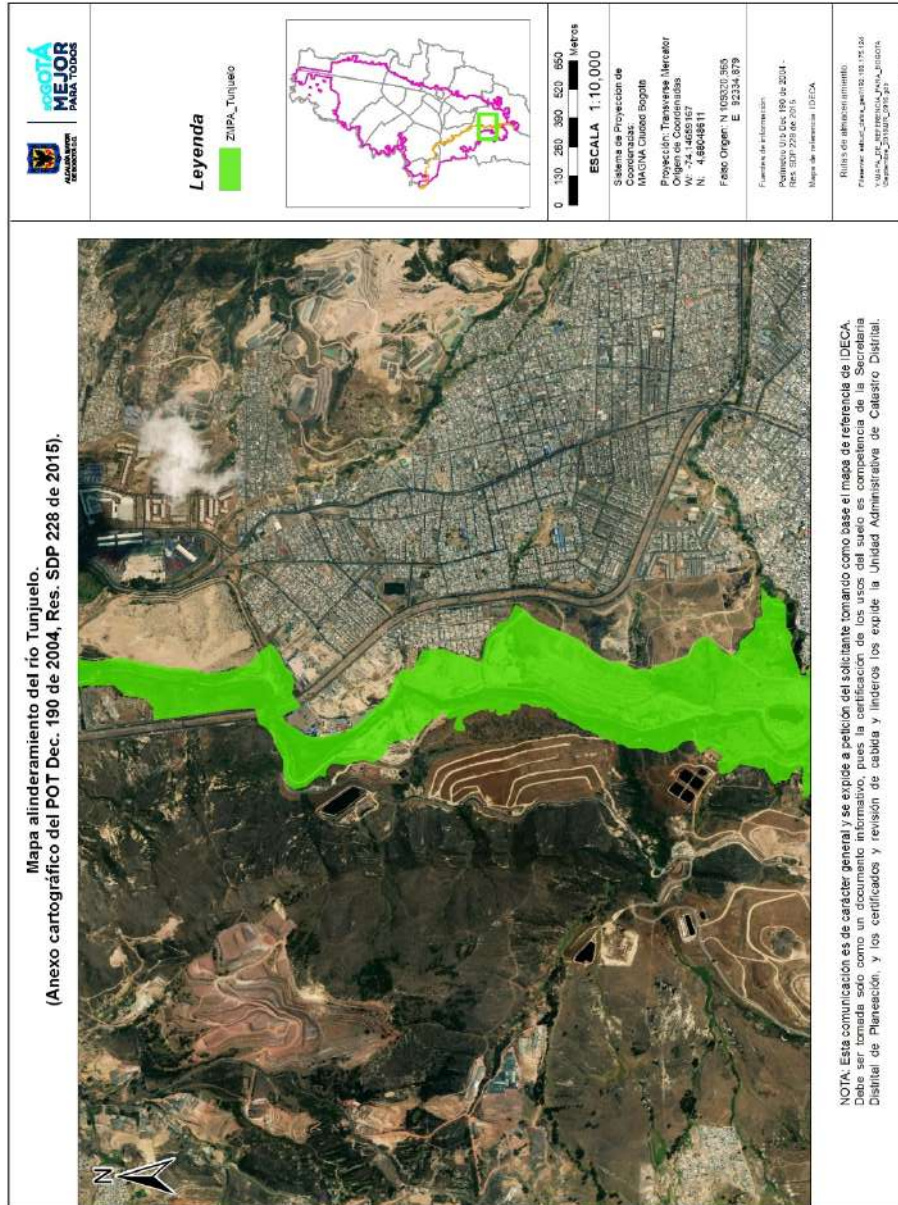 Mapa alinderamiento del río Tunjuelo.
(Anexo cartográfico del POT Dec. 190 de 2004, Res. SDP 228 de 2015).
N
NOTA: Esta comunicación es de carácter general y se expide a petición del solicitante tomando como base el mapa de referencia de IDECA.
Debe ser tomada solo como un documento informativo, pues la certificación de los usos del suelo es competencia de la Secretaria
Distrital de Planeación, y los certificados y revisión de cabida y linderos los expide la Unidad Administrativa de Catastro Distrital.
ALCALDÍA MAYOR
DE BOGOTÁ D.C.
BOGOTÁ
MEJOR
PARA TODOS
Leyenda
ZMPA_Tunjuelo
0 130 260 390 520 650
Metros
ESCALA 1:10.000
Sistema de Proyección de
Coordenadas:
MAGNA Ciudad Bogotá
Proyección: Transverse Mercator
Origen de Coordenadas
W: -74,14659167
N: 4,68048611
Falso Origen: N 109320,965
E 92334,879
Fuentes de información
Perímetro Urb Dec 190 de 2004 -
Res. SDP 228 de 2015
Mapa de referencia IDECA
Rutas de almacenamiento